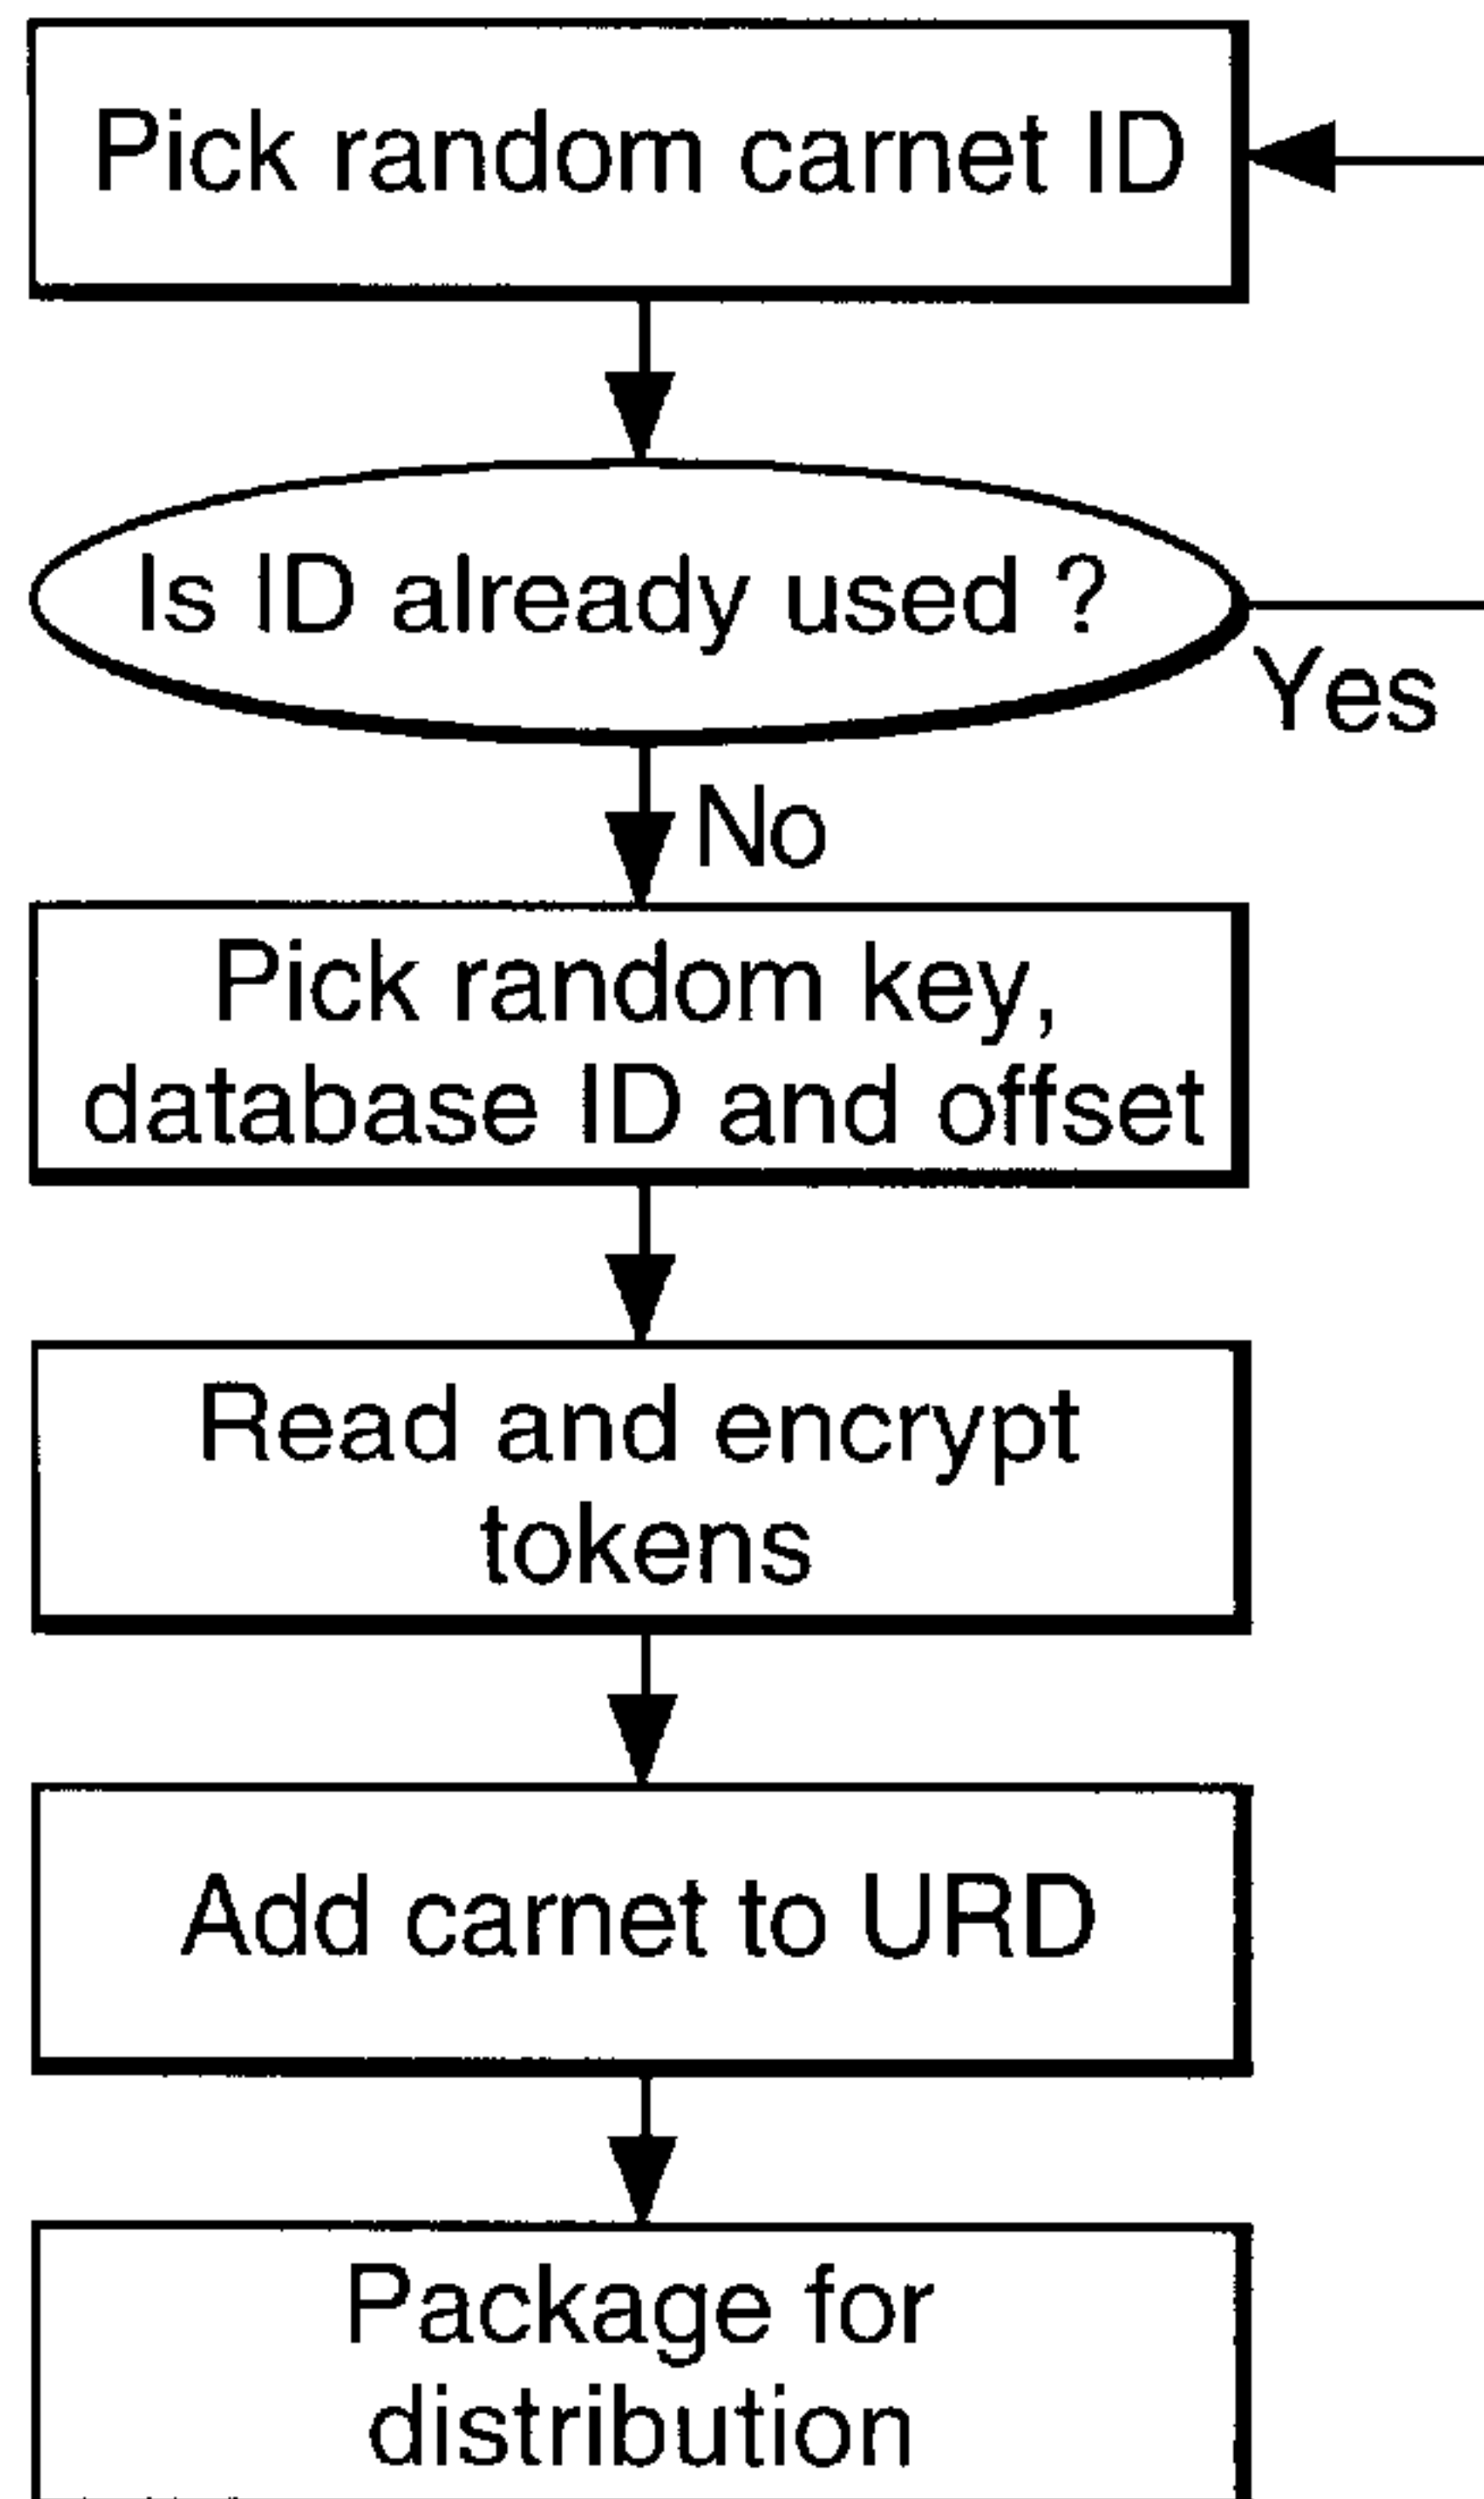 Pick random carnet ID
Is ID already used ?
Yes
No
Pick random key,
database ID and offset
Read and encrypt
tokens
Add carnet to URD
Package for
distribution